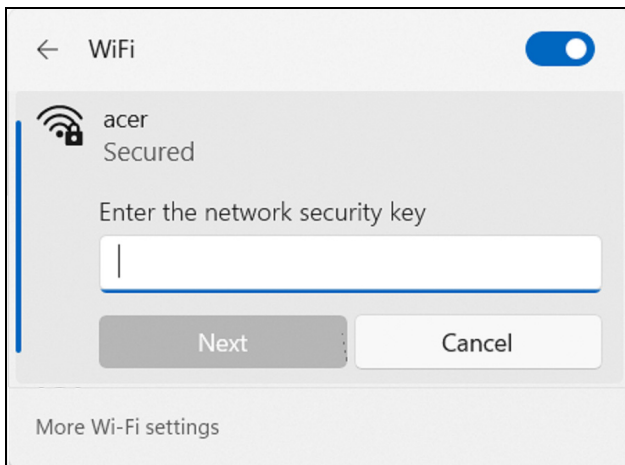 WiFi
acer
Secured
Enter the network security key
Next
Cancel
More Wi-Fi settings